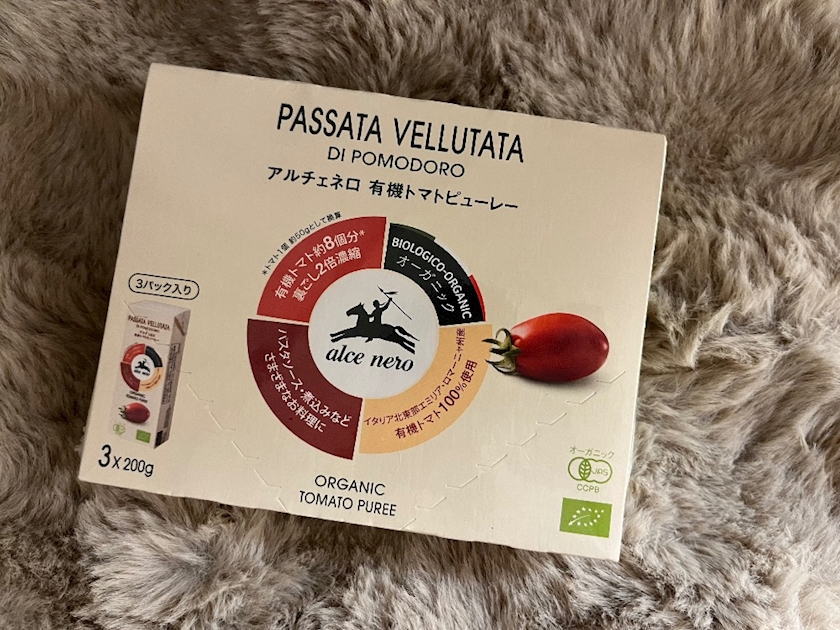 PASSATA VELLUTATA
DI POMODORO
アルチェネロ 有機トマトピューレー
*トマト1個 約50gとして換算
有機トマト約8個分*
裏ごし2倍濃縮
BIOLOGICO-ORGANIC
オーガニック
パスタソース・煮込みなど
さまざまなお料理に
イタリア北東部エミリア・ロマーニャ州産
有機トマト100%使用
alce nero
3パック入り
PASSATA VELLUTATA
DI POMODORO
alce nero
3 x 200g
ORGANIC
TOMATO PUREE
オーガニック
JAS
CCPB